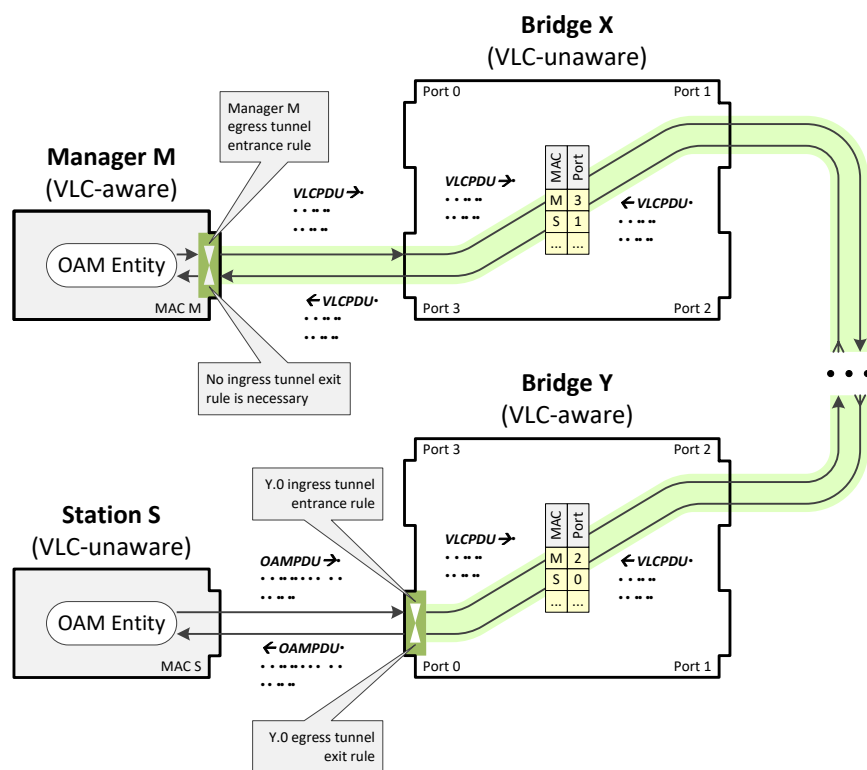 Bridge X
(VLC-unaware)
Port 0
Port 1
Manager M
egress tunnel
entrance rule
Manager M
(VLC-aware)
VLCPDU
VLCPDU
MAC
Port
M 3
S 1
... ...
VLCPDU
OAM Entity
MAC M
VLCPDU
Port 3
Port 2
No ingress tunnel exit
rule is necessary
Bridge Y
(VLC-aware)
Port 3
Port 2
Y.0 ingress tunnel
entrance rule
Station S
(VLC-unaware)
OAMPDU
VLCPDU
MAC
Port
M 2
S 0
... ...
VLCPDU
OAM Entity
MAC S
OAMPDU
Port 0
Port 1
Y.0 egress tunnel
exit rule